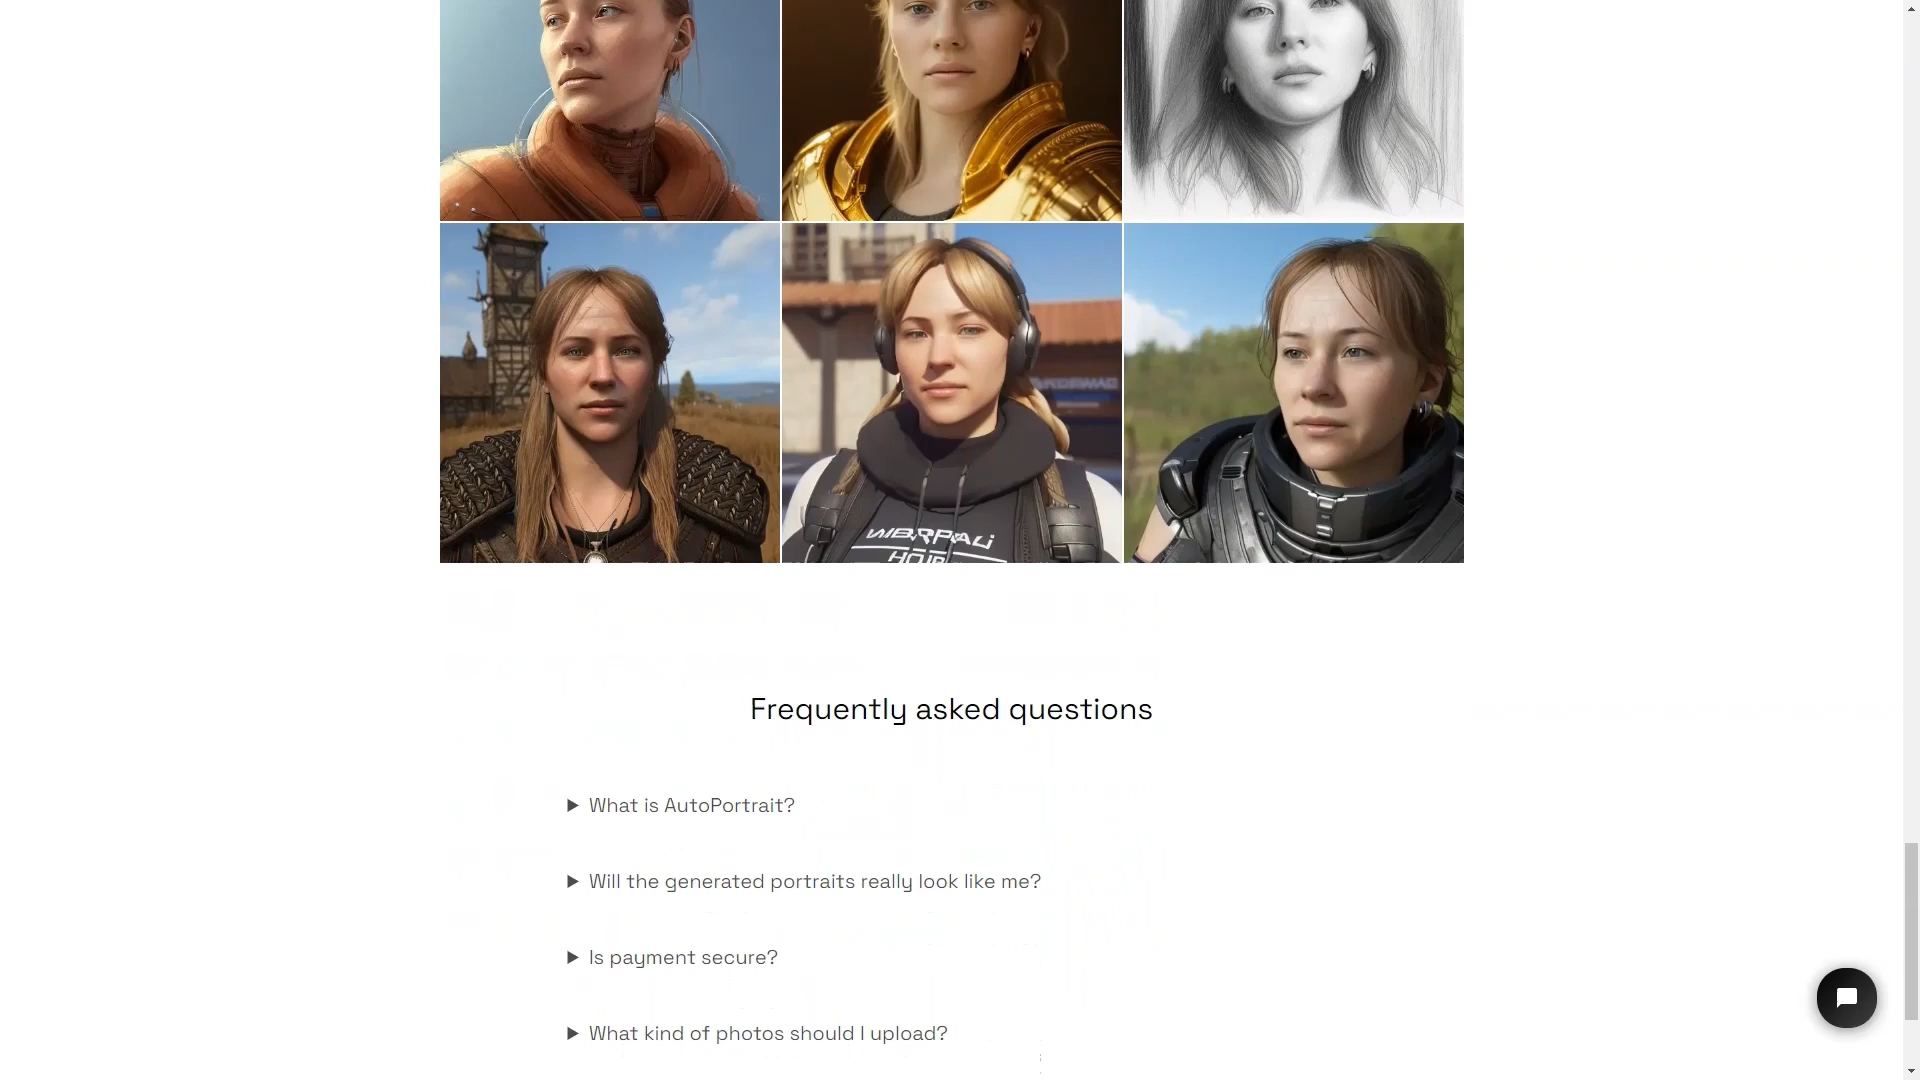 Frequently asked questions
What is AutoPortrait?
Will the generated portraits really look like me?
Is payment secure?
What kind of photos should I upload?